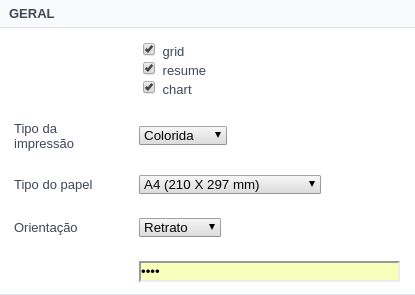 GERAL
grid
resume
chart
Tipo da
impressão
Colorida
Tipo do papel
A4 (210 X 297 mm)
Orientação
Retrato
••••